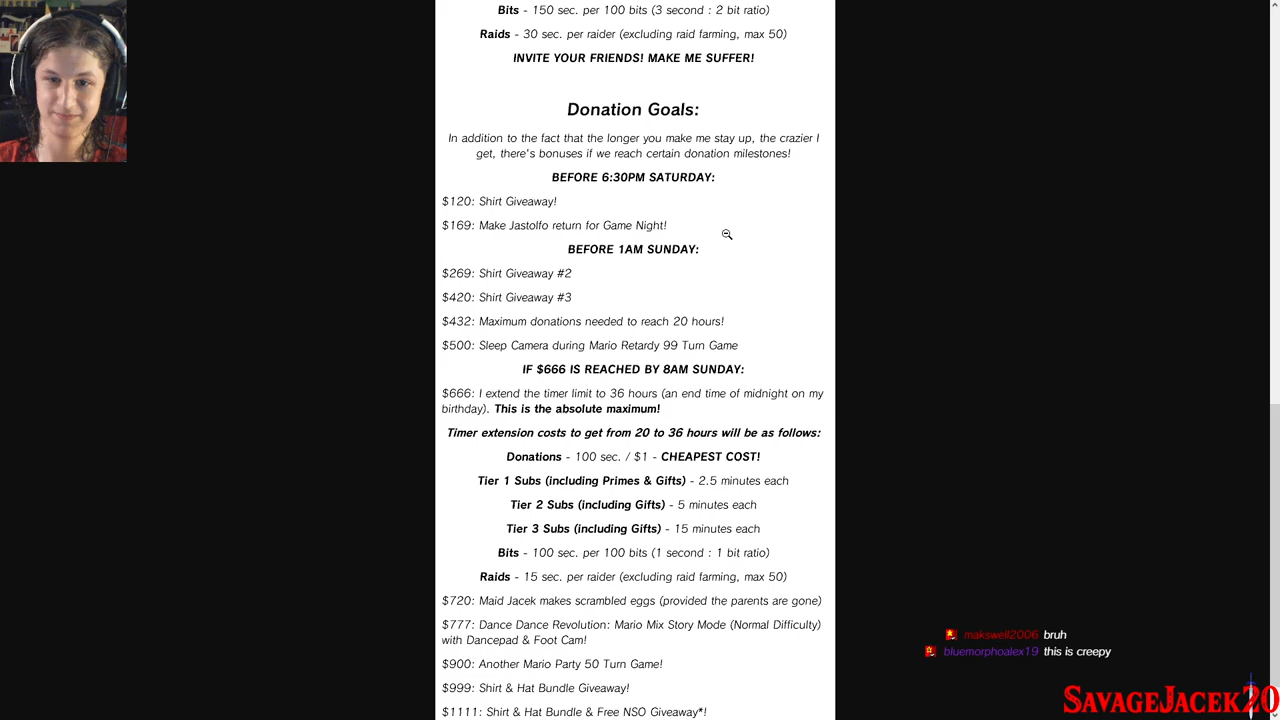 Bits - 150 sec. per 100 bits (3 second : 2 bit ratio)
Raids - 30 sec. per raider (excluding raid farming, max 50)
INVITE YOUR FRIENDS! MAKE ME SUFFER!
Donation Goals:
In addition to the fact that the longer you make me stay up, the crazier I
get, there's bonuses if we reach certain donation milestones!
BEFORE 6:30PM SATURDAY:
$120: Shirt Giveaway!
$169: Make Jastolfo return for Game Night!
BEFORE 1AM SUNDAY:
$269: Shirt Giveaway #2
$420: Shirt Giveaway #3
$432: Maximum donations needed to reach 20 hours!
$500: Sleep Camera during Mario Retardy 99 Turn Game
IF $666 IS REACHED BY 8AM SUNDAY:
$666: I extend the timer limit to 36 hours (an end time of midnight on my
birthday). This is the absolute maximum!
Timer extension costs to get from 20 to 36 hours will be as follows:
Donations - 100 sec. / $1 - CHEAPEST COST!
Tier 1 Subs (including Primes & Gifts) - 2.5 minutes each
Tier 2 Subs (including Gifts) - 5 minutes each
Tier 3 Subs (including Gifts) - 15 minutes each
Bits - 100 sec. per 100 bits (1 second : 1 bit ratio)
Raids - 15 sec. per raider (excluding raid farming, max 50)
$720: Maid Jacek makes scrambled eggs (provided the parents are gone)
$777: Dance Dance Revolution: Mario Mix Story Mode (Normal Difficulty)
with Dancepad & Foot Cam!
$900: Another Mario Party 50 Turn Game!
$999: Shirt & Hat Bundle Giveaway!
$1111: Shirt & Hat Bundle & Free NSO Giveaway*!
makswell2006 bruh
bluemorphoalex19 this is creepy
SAVAGEJACEK20